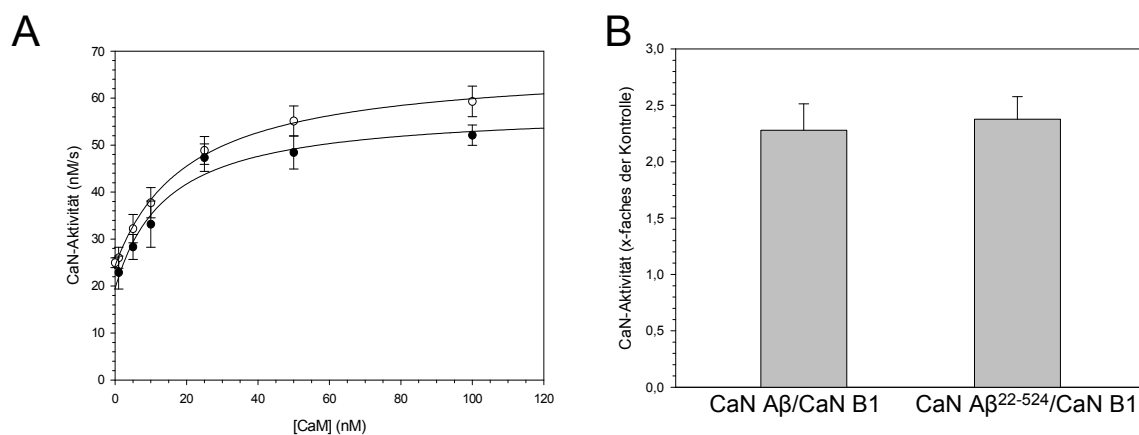 A
70
60
50
40
30
20
10
0
CaN-Aktivität (nM/s)
0 20 40 60 80 100 120
[CaM] (nM)
B
3,0
2,5
2,0
1,5
1,0
0,5
0,0
CaN-Aktivität (x-faches der Kontrolle)
CaN Aβ/CaN B1 CaN Aβ²²⁻⁵²⁴/CaN B1